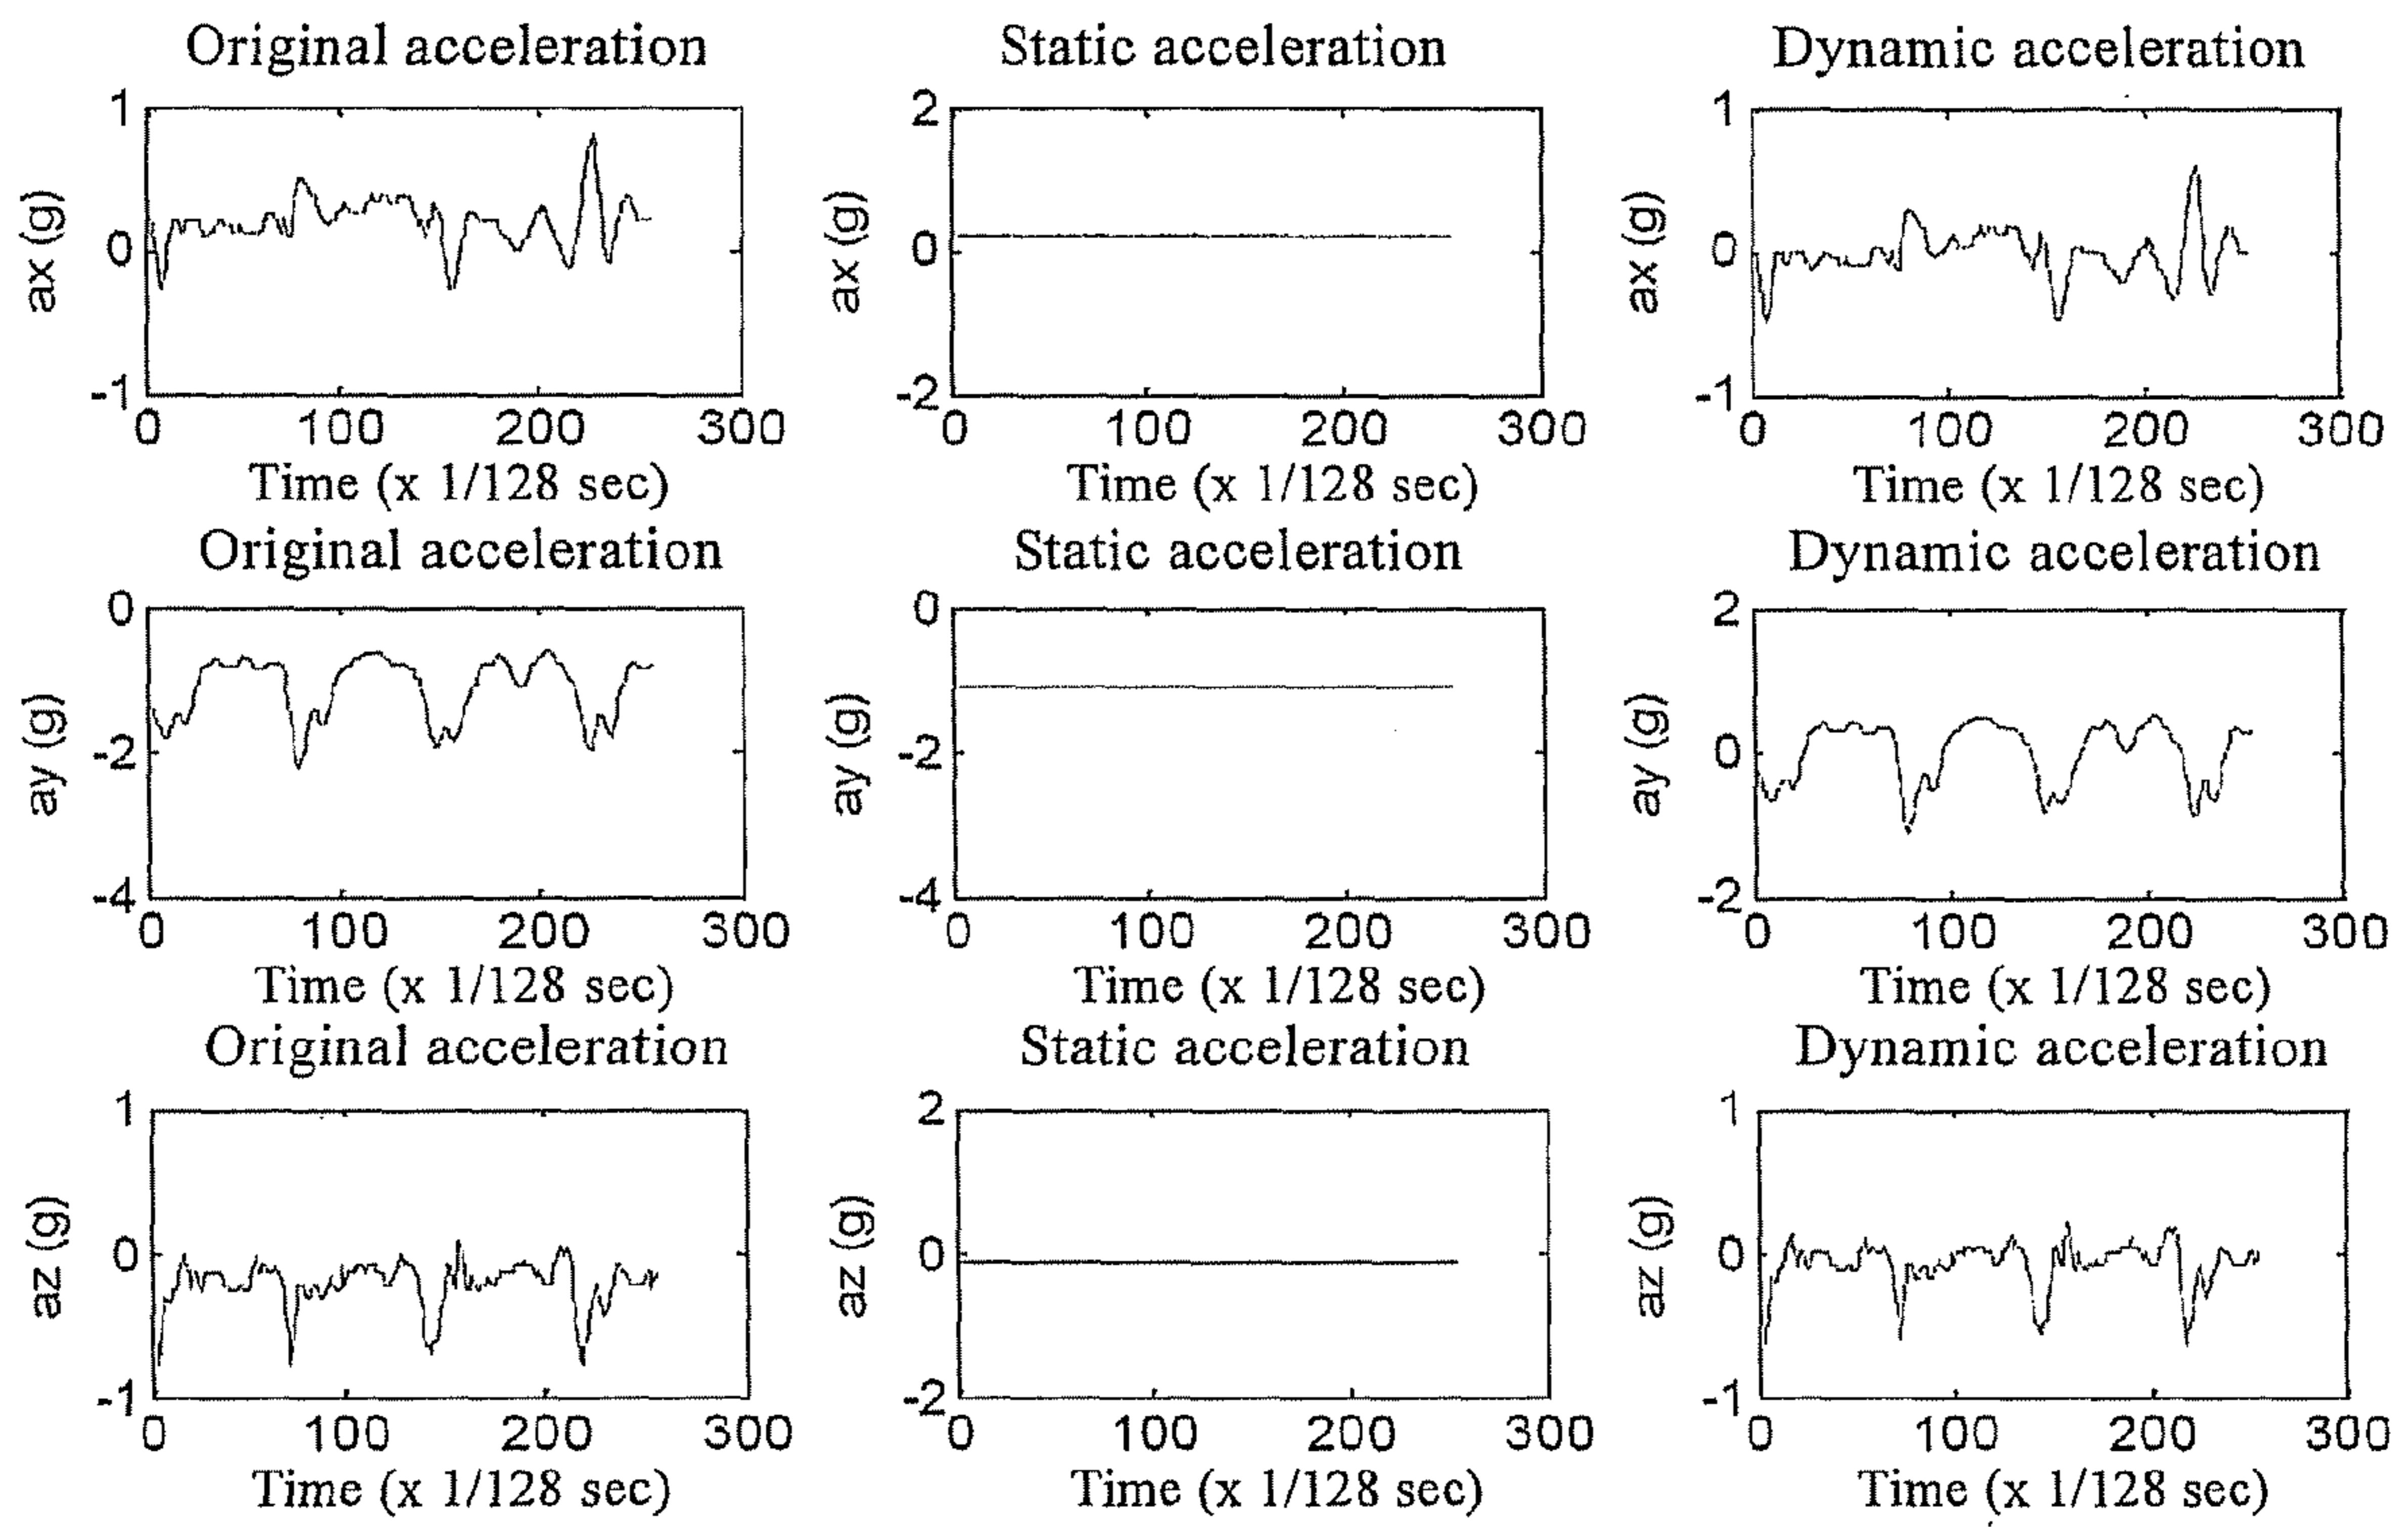 Original acceleration Static acceleration Dynamic acceleration
1 2 1
ax (g) ax (g) ax (g)
0 0 0
-1 -2 -1
0 100 200 300 0 100 200 300 0 100 200 300
Time (x 1/128 sec) Time (x 1/128 sec) Time (x 1/128 sec)
Original acceleration Static acceleration Dynamic acceleration
0 0 2
ay (g) ay (g) ay (g)
-2 -2 0
-4 -4 -2
0 100 200 300 0 100 200 300 0 100 200 300
Time (x 1/128 sec) Time (x 1/128 sec) Time (x 1/128 sec)
Original acceleration Static acceleration Dynamic acceleration
1 2 1
az (g) az (g) az (g)
0 0 0
-1 -2 -1
0 100 200 300 0 100 200 300 0 100 200 300
Time (x 1/128 sec) Time (x 1/128 sec) Time (x 1/128 sec)